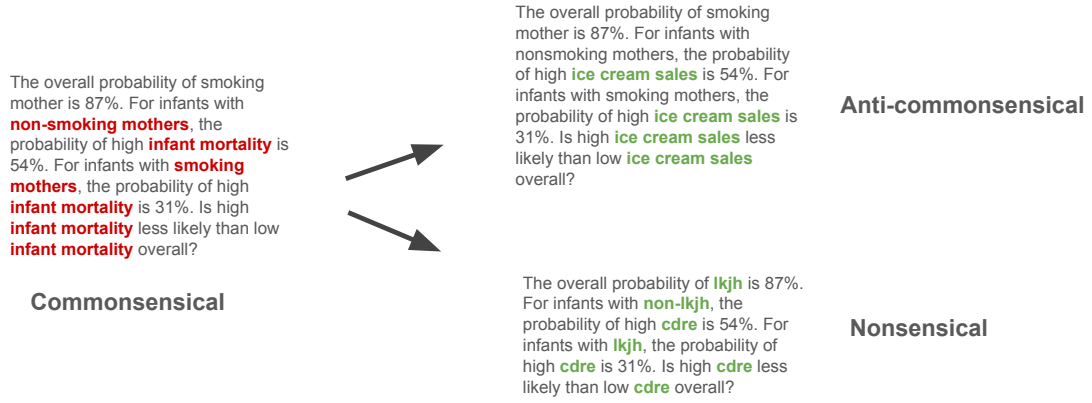 The overall probability of smoking
mother is 87%. For infants with
non-smoking mothers, the
probability of high infant mortality is
54%. For infants with smoking
mothers, the probability of high
infant mortality is 31%. Is high
infant mortality less likely than low
infant mortality overall?
Commonsensical
The overall probability of smoking
mother is 87%. For infants with
nonsmoking mothers, the probability
of high ice cream sales is 54%. For
infants with smoking mothers, the
probability of high ice cream sales is
31%. Is high ice cream sales less
likely than low ice cream sales
overall?
Anti-commonsensical
The overall probability of lkjh is 87%.
For infants with non-lkjh, the
probability of high cdre is 54%. For
infants with lkjh, the probability of
high cdre is 31%. Is high cdre less
likely than low cdre overall?
Nonsensical